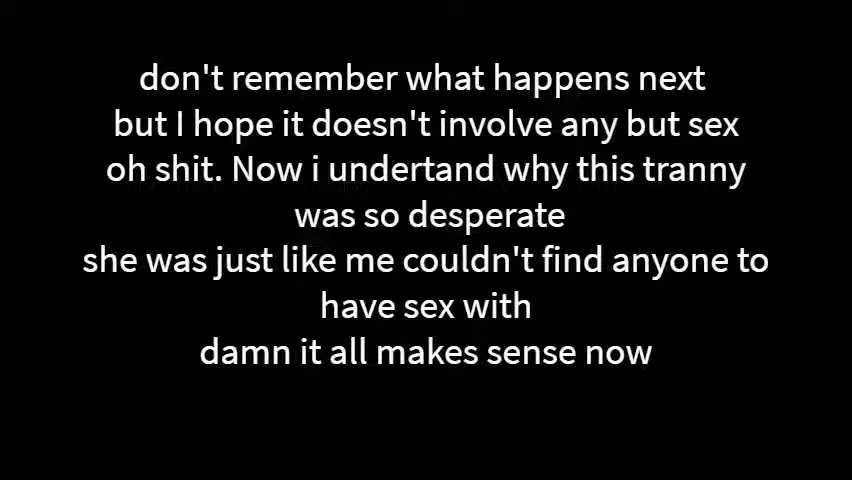 don't remember what happens next
but I hope it doesn't involve any but sex
oh shit. Now i undertand why this tranny
was so desperate
she was just like me couldn't find anyone to
have sex with
damn it all makes sense now